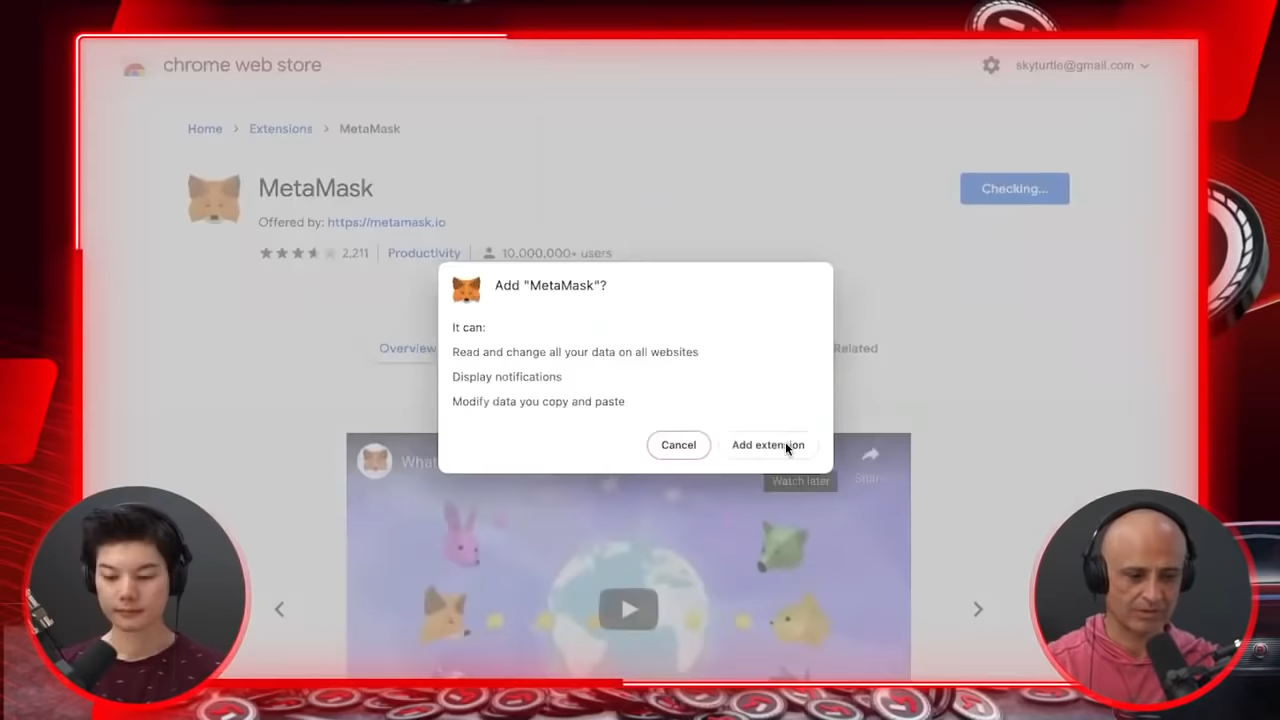 chrome web store
skyturtle@gmail.com
Home > Extensions > MetaMask
MetaMask
Checking...
Offered by: https://metamask.io
2,211 | Productivity | 10,000,000+ users
Add "MetaMask"?
It can:
Read and change all your data on all websites
Display notifications
Modify data you copy and paste
Cancel
Add extension
Overview
Related
What
Watch later